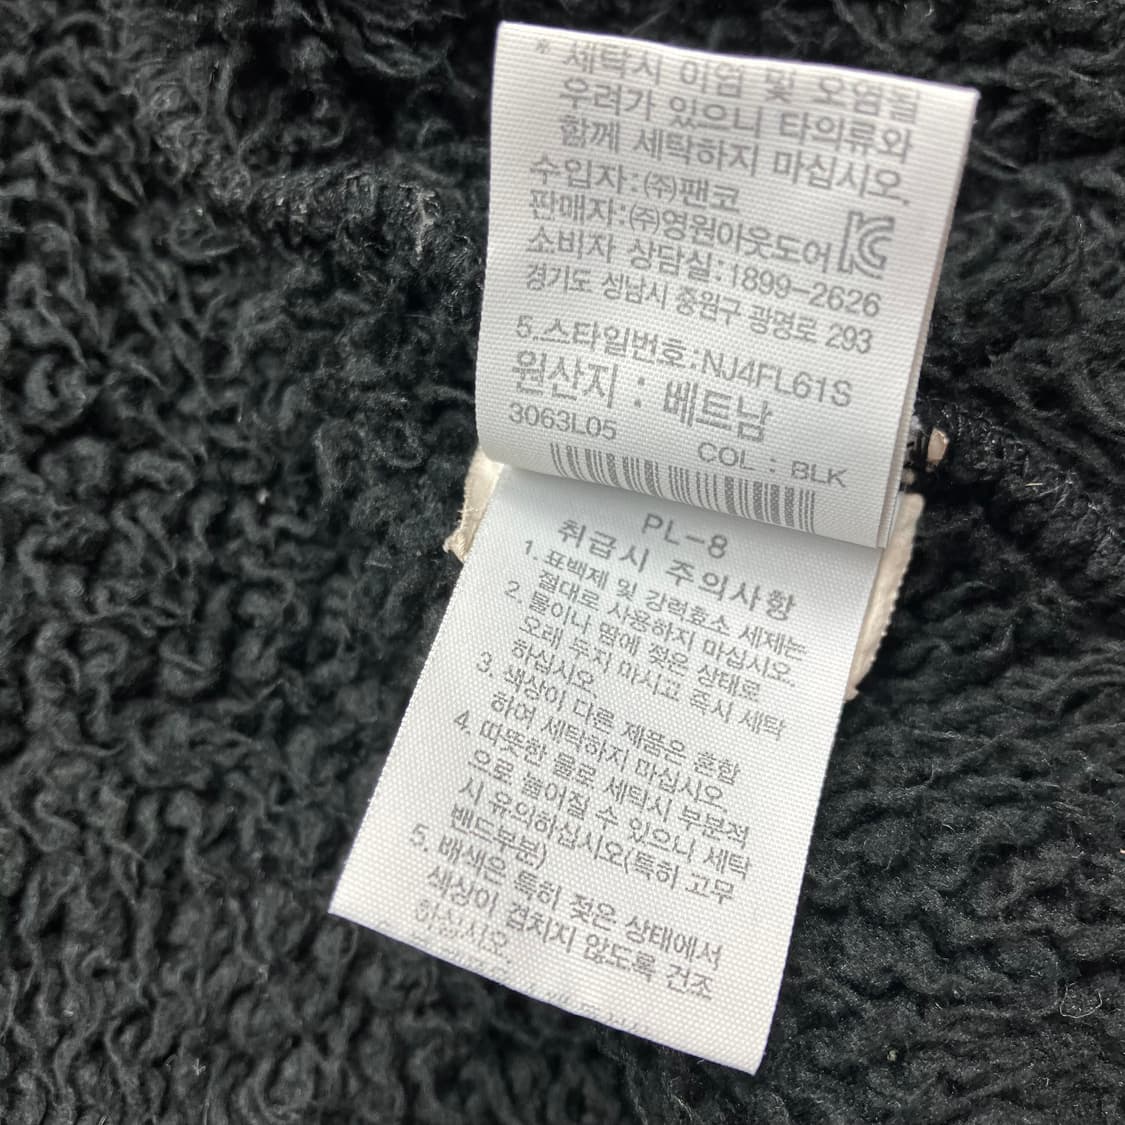 * 세탁시 이염 및 오염될
우려가 있으니 타의류와
함께 세탁하지 마십시오.
수입자:㈜팬코
판매자:㈜영원아웃도어
소비자 상담실:1899-2626
경기도 성남시 중원구 광명로 293
5.스타일번호:NJ4FL61S
원산지 : 베트남
3063L05 COL : BLK
PL-8
취급시 주의사항
1. 표백제 및 강력효소 세제는
절대로 사용하지 마십시오.
2. 물이나 땀에 젖은 상태로
오래 두지 마시고 즉시 세탁
하십시오.
3. 색상이 다른 제품은 혼합
하여 세탁하지 마십시오
4. 따뜻한 물로 세탁시 부분적
으로 늘어질 수 있으니 세탁
시 유의하십시오(특히 고무
밴드부분)
5. 배색은 특히 젖은 상태에서
색상이 겹치지 않도록 건조
하십시오.